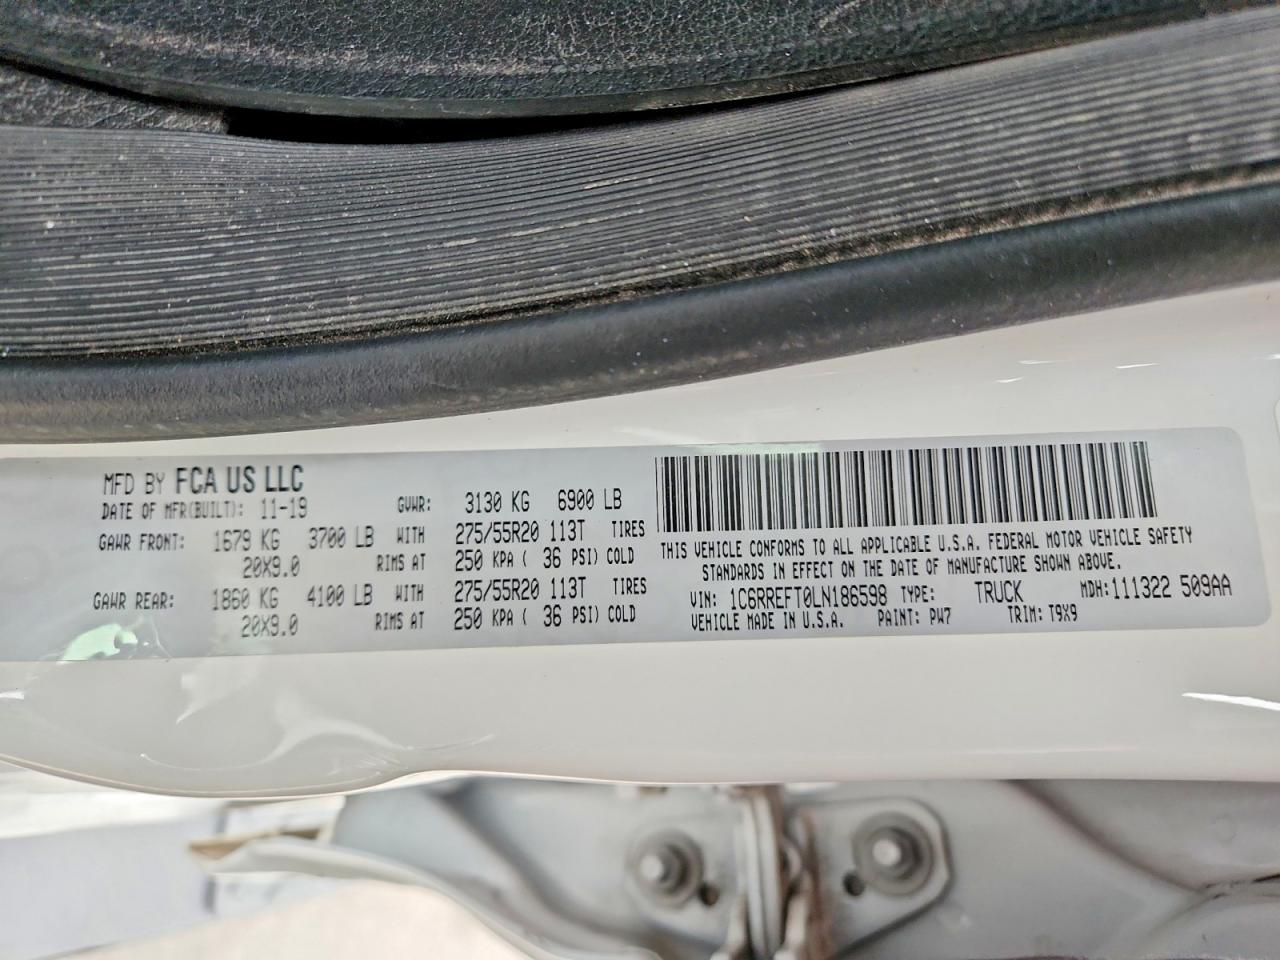 MFD BY FCA US LLC
DATE OF MFR(BUILT): 11-19 GVWR: 3130 KG 6900 LB
GAWR FRONT: 1679 KG 3700 LB WITH 275/55R20 113T TIRES
20X9.0 RIMS AT 250 KPA ( 36 PSI) COLD
GAWR REAR: 1860 KG 4100 LB WITH 275/55R20 113T TIRES
20X9.0 RIMS AT 250 KPA ( 36 PSI) COLD
THIS VEHICLE CONFORMS TO ALL APPLICABLE U.S.A. FEDERAL MOTOR VEHICLE SAFETY
STANDARDS IN EFFECT ON THE DATE OF MANUFACTURE SHOWN ABOVE.
VIN: 1C6RREFT0LN186598 TYPE: TRUCK MDH: 111322 509AA
VEHICLE MADE IN U.S.A. PAINT: PW7 TRIM: T9X9